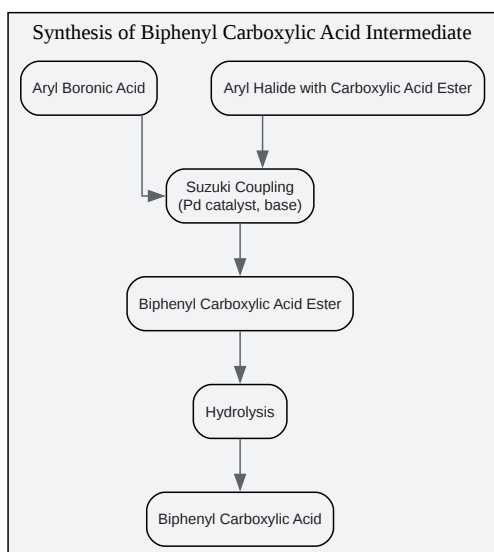 Synthesis of Biphenyl Carboxylic Acid Intermediate
Aryl Boronic Acid
Aryl Halide with Carboxylic Acid Ester
Suzuki Coupling
(Pd catalyst, base)
Biphenyl Carboxylic Acid Ester
Hydrolysis
Biphenyl Carboxylic Acid